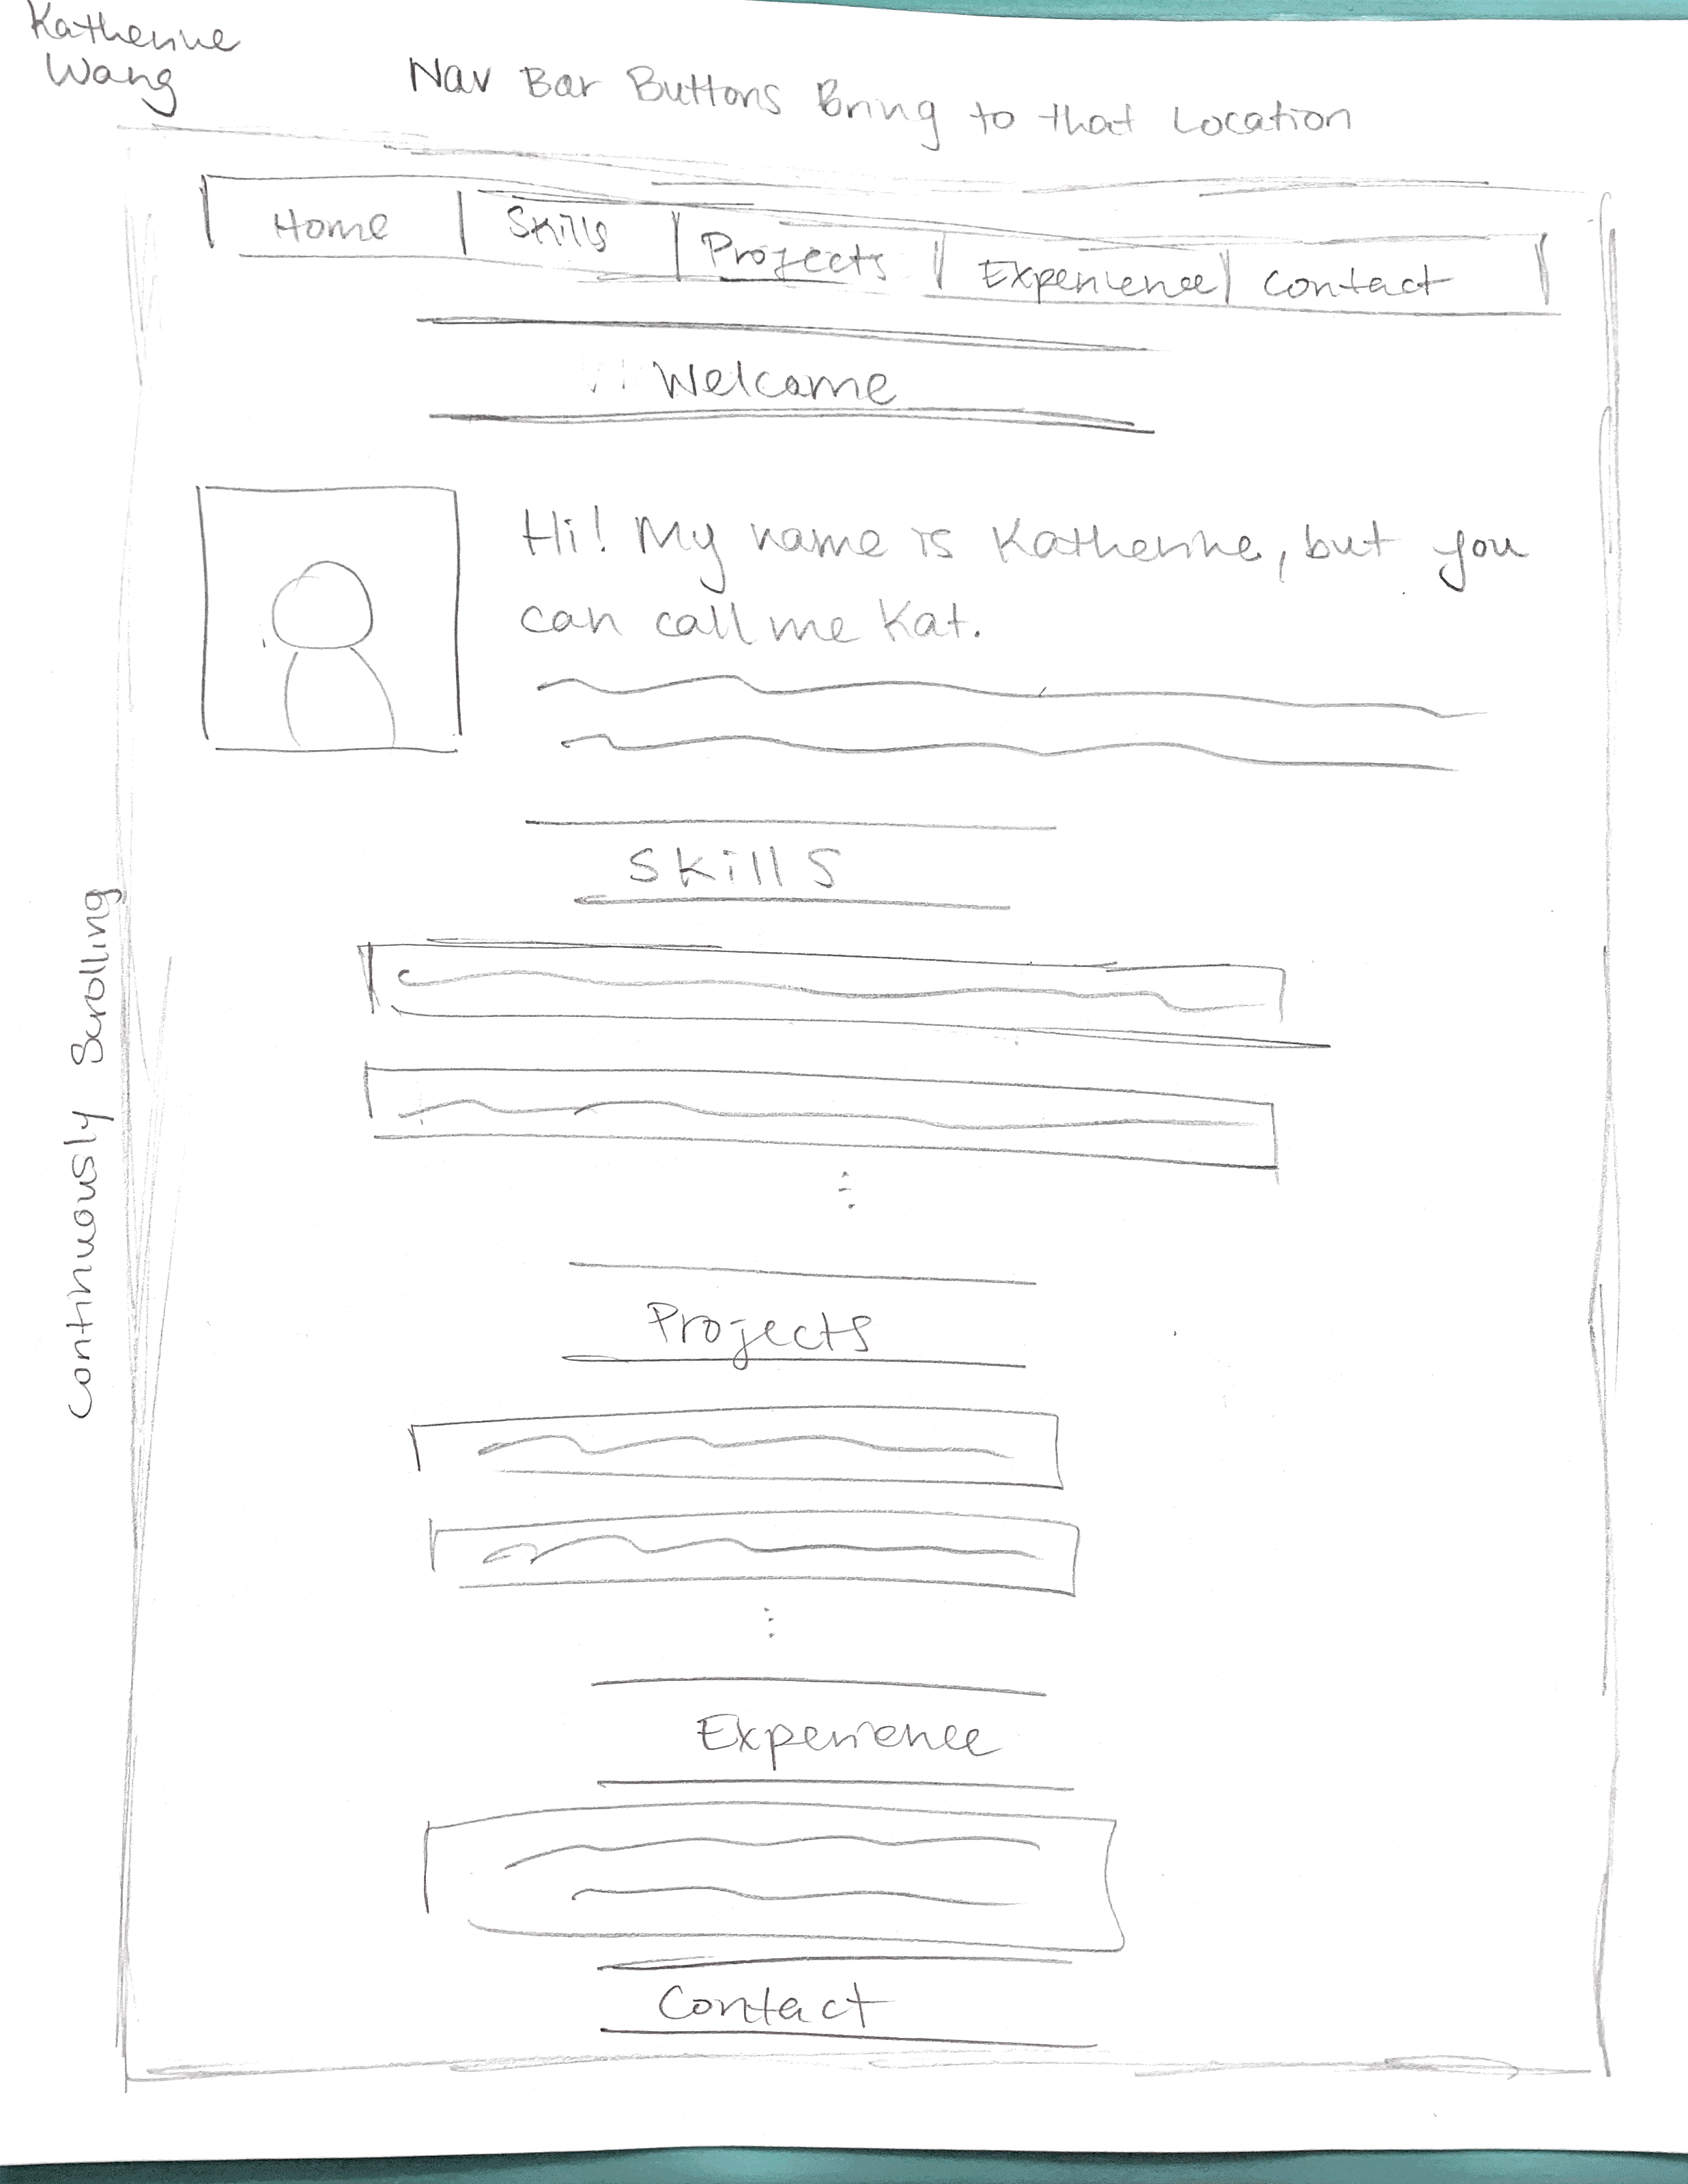 Katherine
Wang
Nav Bar Buttons Bring to that Location
Home Skills Projects Experience Contact
Welcome
Hi! My name is Katherine, but you
can call me Kat.
Skills
Continuously Scrolling
Projects
Experience
Contact